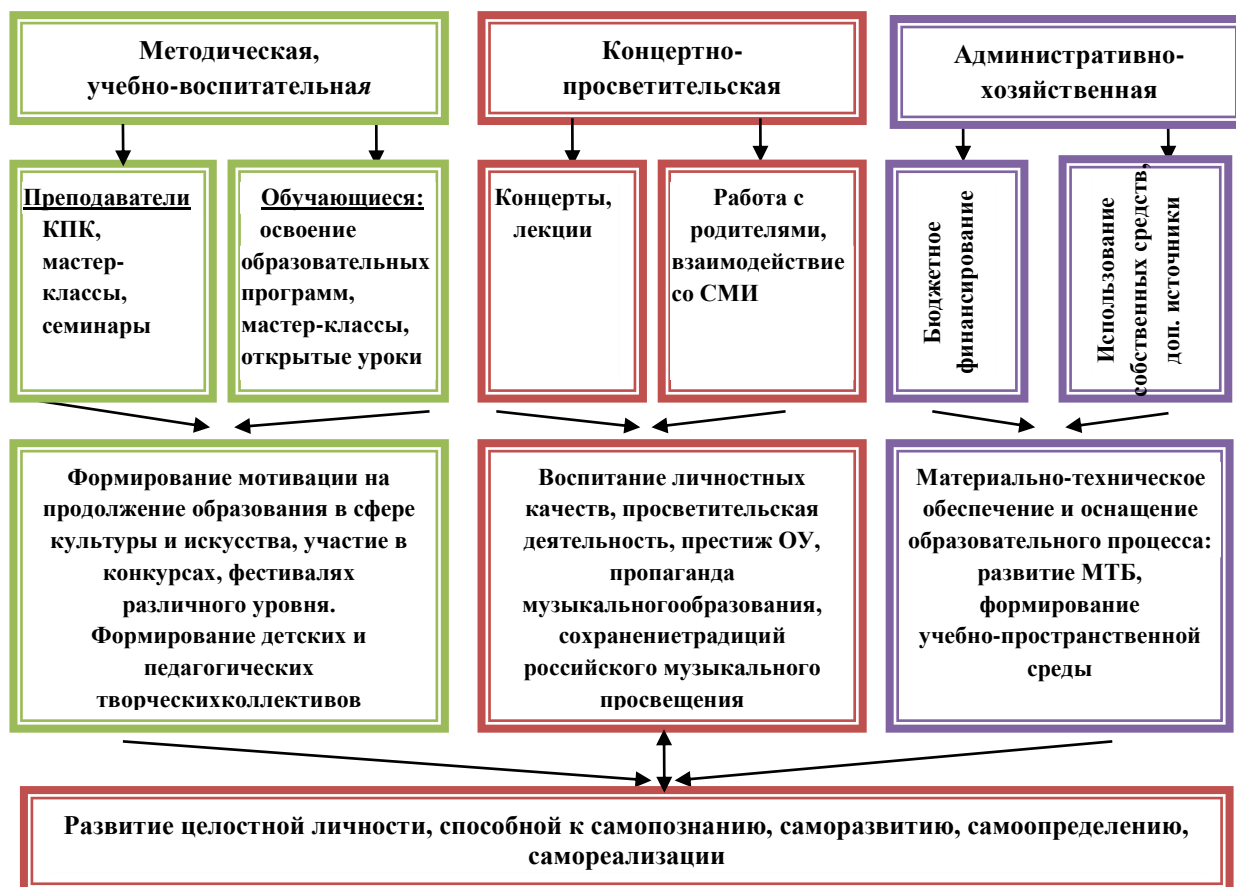 Методическая,
учебно-воспитательная
Концертно-
просветительская
Административно-
хозяйственная
Преподаватели
КПК,
мастер-
классы,
семинары
Обучающиеся:
освоение
образовательных
программ,
мастер-классы,
открытые уроки
Концерты,
лекции
Работа с
родителями,
взаимодействие
со СМИ
Бюджетное
финансирование
Использование
собственных средств,
доп. источники
Формирование мотивации на
продолжение образования в сфере
культуры и искусства, участие в
конкурсах, фестивалях
различного уровня.
Формирование детских и
педагогических
творческихколлективов
Воспитание личностных
качеств, просветительская
деятельность, престиж ОУ,
пропаганда
музыкальногообразования,
сохранениетрадиций
российского музыкального
просвещения
Материально-техническое
обеспечение и оснащение
образовательного процесса:
развитие МТБ,
формирование
учебно-пространственной
среды
Развитие целостной личности, способной к самопознанию, саморазвитию, самоопределению,
самореализации